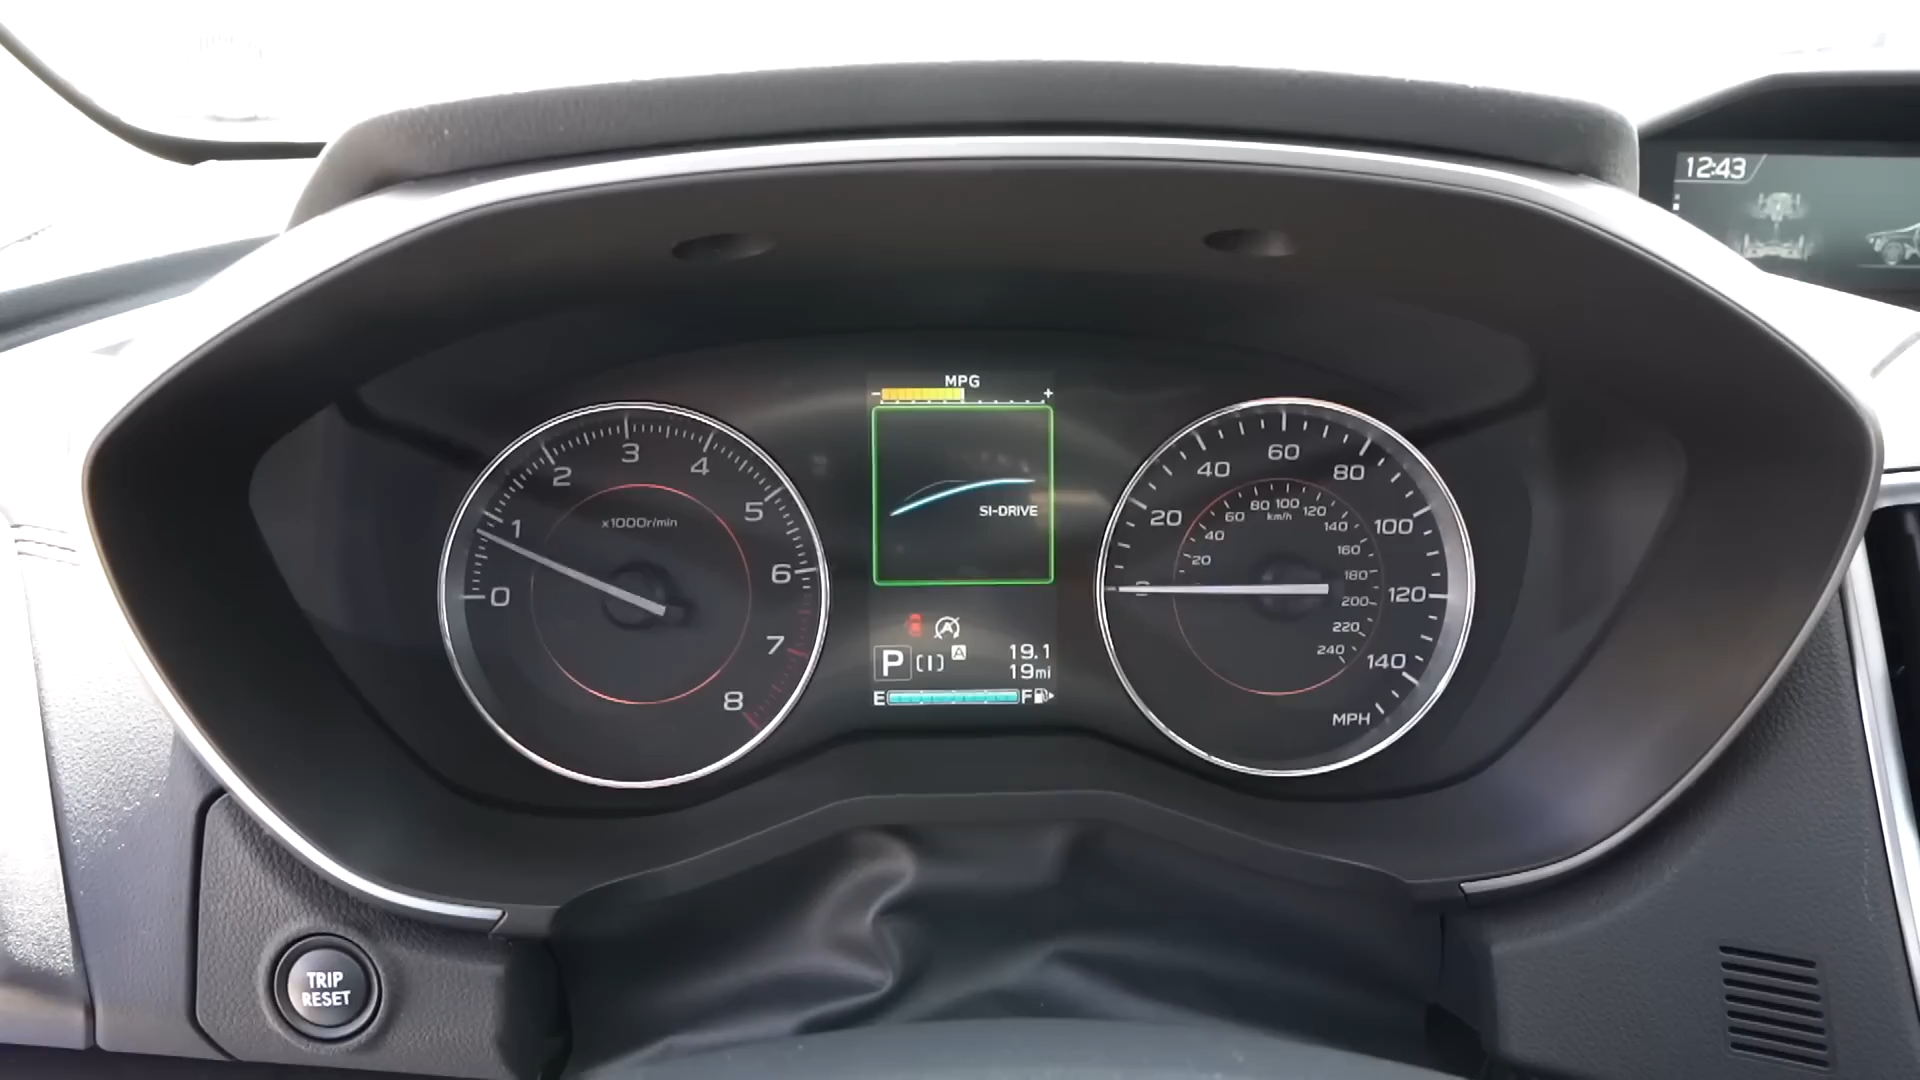 12:43
MPG
- +
SI-DRIVE
x1000r/min
0
1
2
3
4
5
6
7
8
20
40
60
80
100
120
140
MPH
km/h
20
40
60
80
100
120
140
160
180
200
220
240
A
P [I] A
19.1
19mi
E F
TRIP
RESET